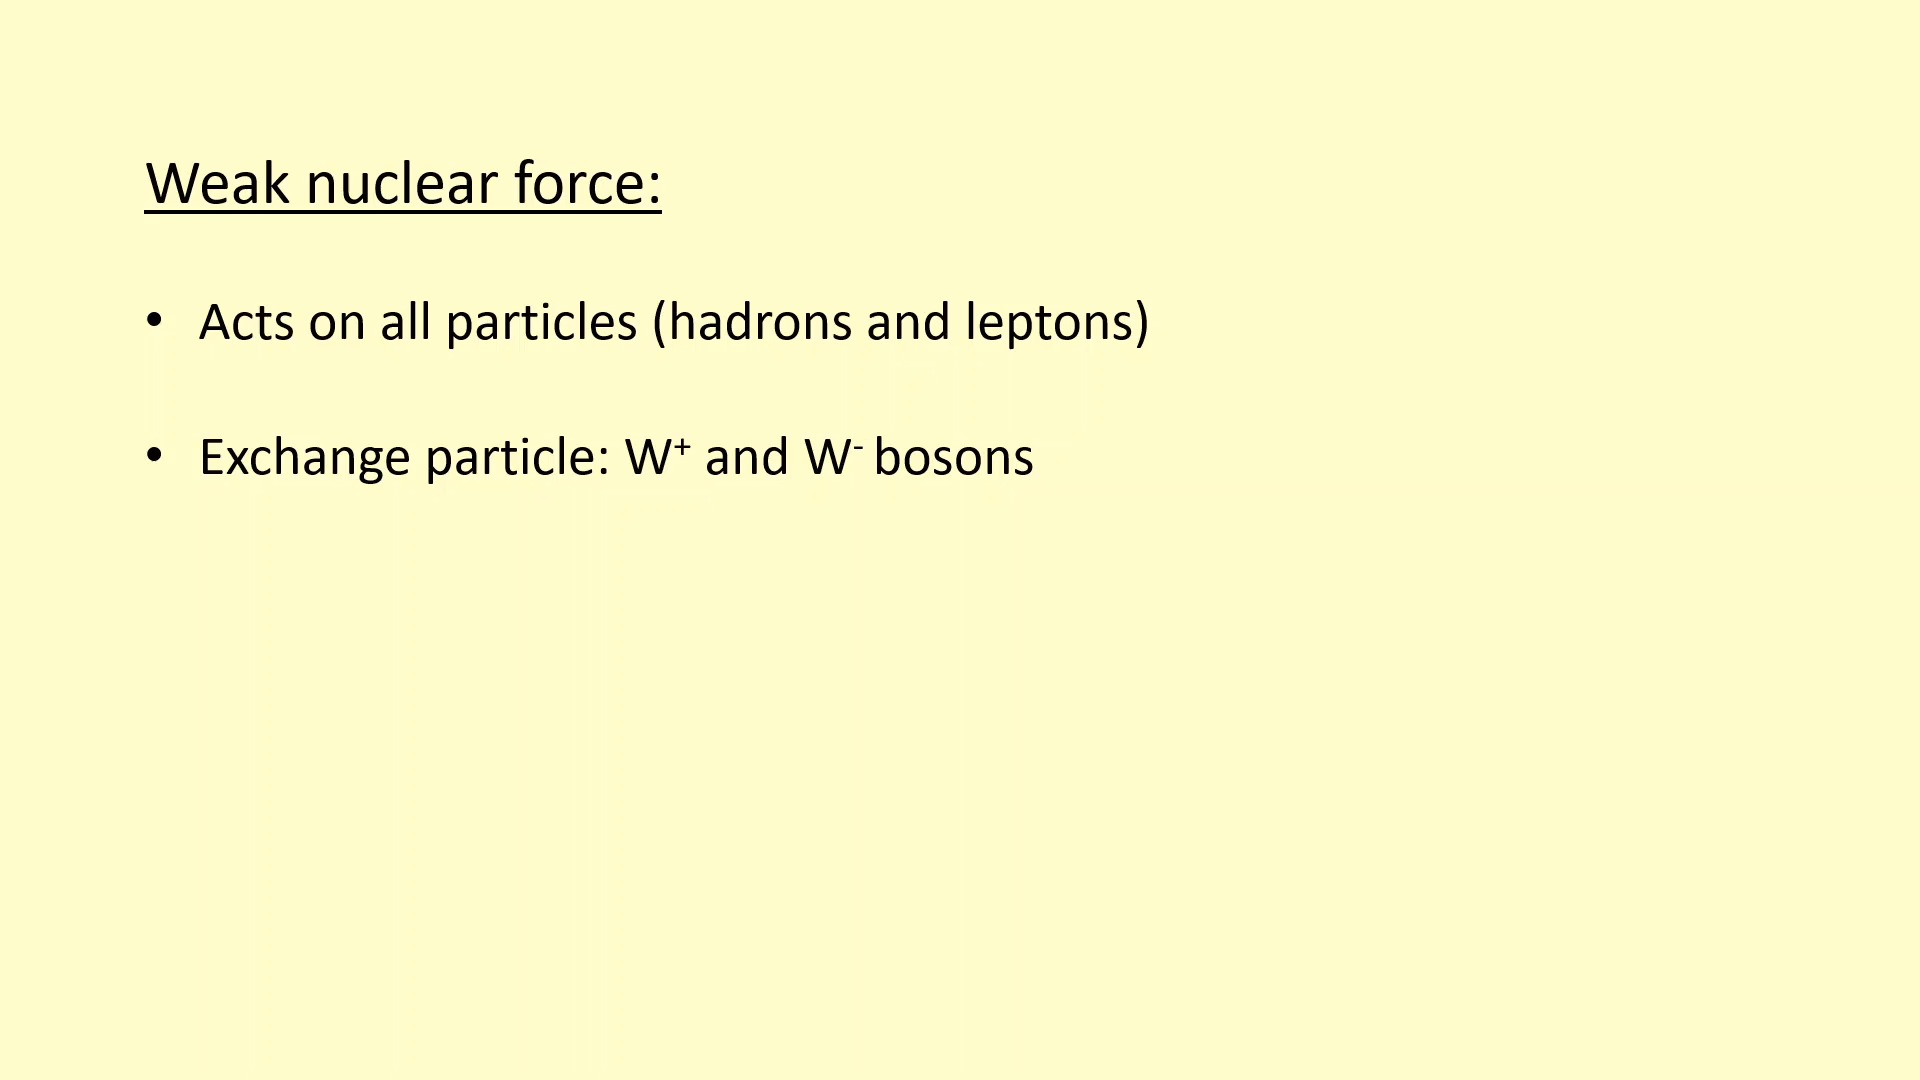 Weak nuclear force:
• Acts on all particles (hadrons and leptons)
• Exchange particle: W⁺ and W⁻ bosons